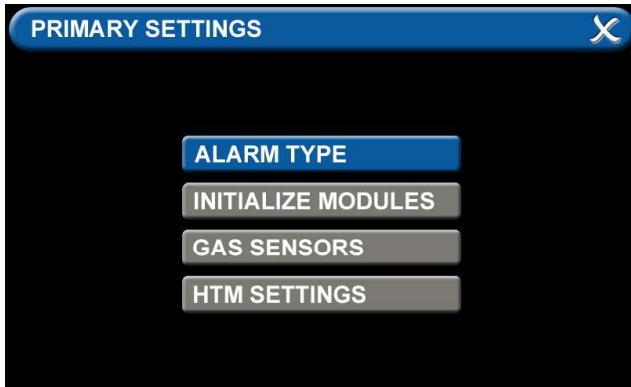 PRIMARY SETTINGS
ALARM TYPE
INITIALIZE MODULES
GAS SENSORS
HTM SETTINGS